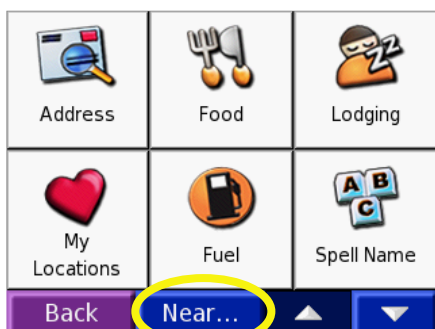 Address
Food
Lodging
My
Locations
Fuel
A B
C
Spell Name
Back
Near...